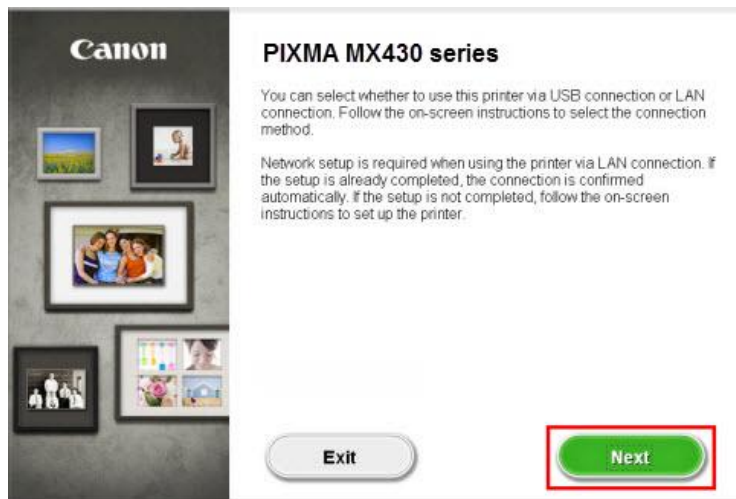 Canon
PIXMA MX430 series
You can select whether to use this printer via USB connection or LAN
connection. Follow the on-screen instructions to select the connection
method.
Network setup is required when using the printer via LAN connection. If
the setup is already completed, the connection is confirmed
automatically. If the setup is not completed, follow the on-screen
instructions to set up the printer.
Exit
Next